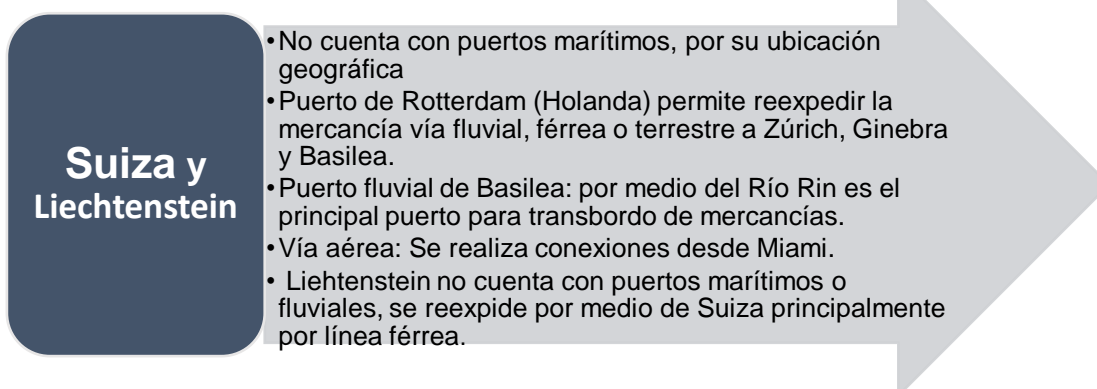 Suiza y
Liechtenstein
•No cuenta con puertos marítimos, por su ubicación
geográfica
•Puerto de Rotterdam (Holanda) permite reexpedir la
mercancía vía fluvial, férrea o terrestre a Zúrich, Ginebra
y Basilea.
•Puerto fluvial de Basilea: por medio del Río Rin es el
principal puerto para transbordo de mercancías.
•Vía aérea: Se realiza conexiones desde Miami.
• Liehtenstein no cuenta con puertos marítimos o
fluviales, se reexpide por medio de Suiza principalmente
por línea férrea.